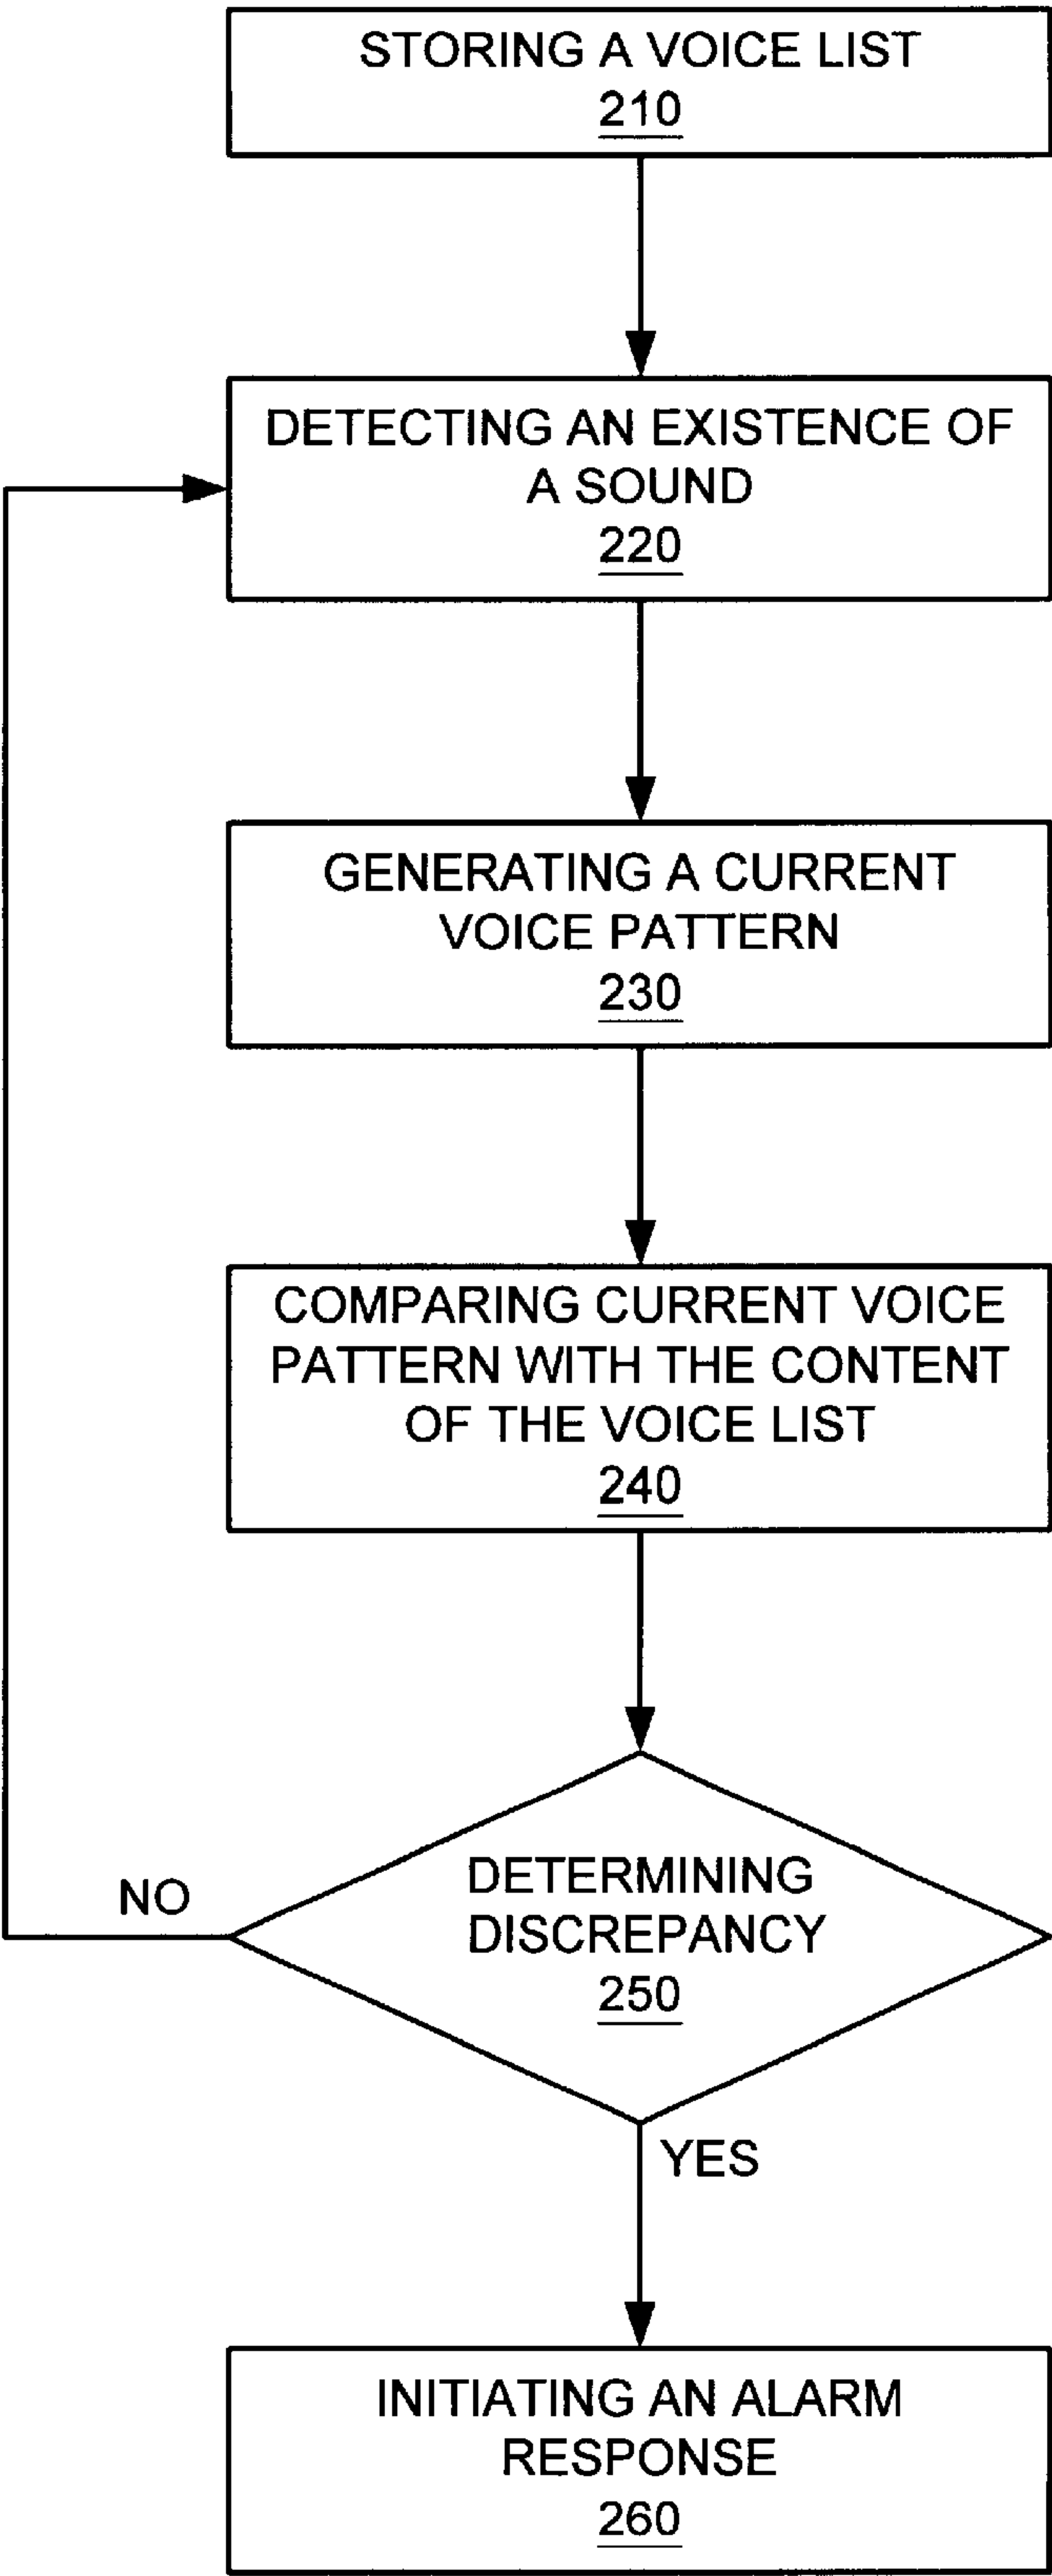 STORING A VOICE LIST
210
DETECTING AN EXISTENCE OF
A SOUND
220
GENERATING A CURRENT
VOICE PATTERN
230
COMPARING CURRENT VOICE
PATTERN WITH THE CONTENT
OF THE VOICE LIST
240
NO
DETERMINING
DISCREPANCY
250
YES
INITIATING AN ALARM
RESPONSE
260